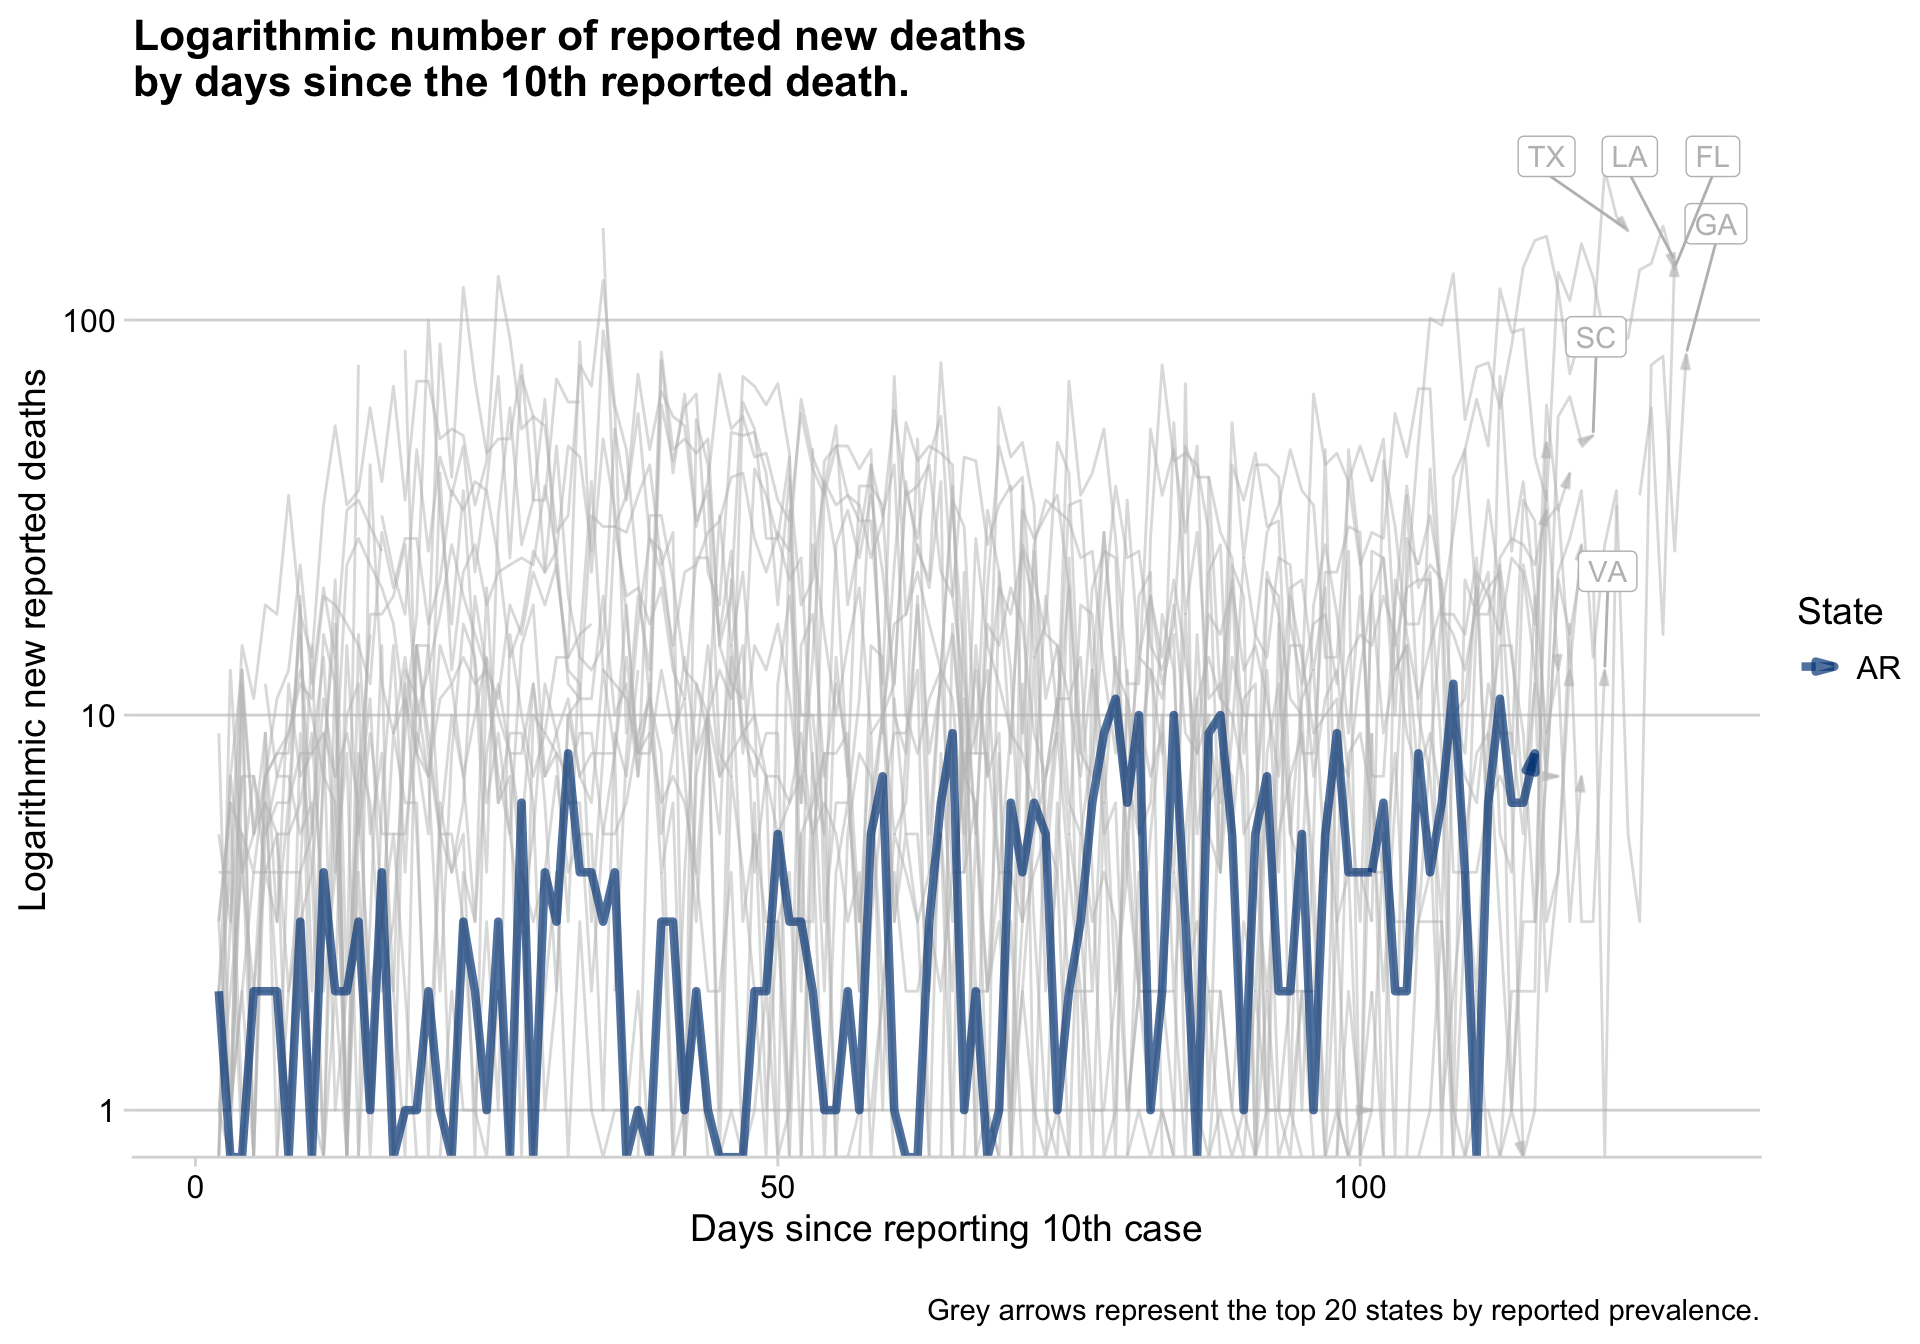 Logarithmic number of reported new deaths
by days since the 10th reported death.
TX LA FL
GA
SC
VA
100
10
1
Logarithmic new reported deaths
0 50 100
Days since reporting 10th case
State
AR
Grey arrows represent the top 20 states by reported prevalence.